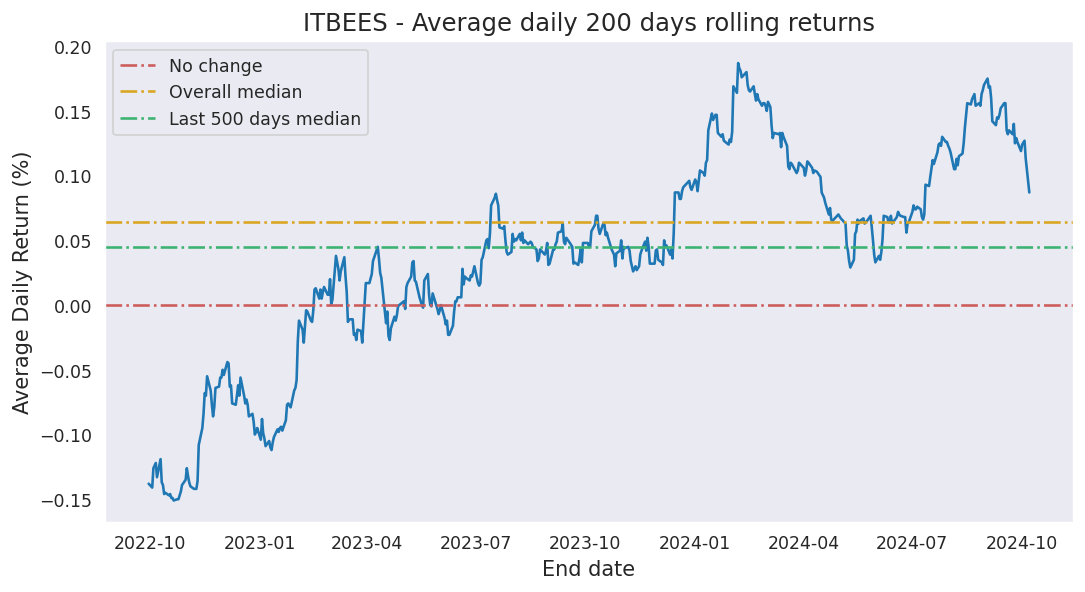 ITBEES - Average daily 200 days rolling returns
No change
Overall median
Last 500 days median
Average Daily Return (%)
0.20
0.15
0.10
0.05
0.00
−0.05
−0.10
−0.15
2022-10 2023-01 2023-04 2023-07 2023-10 2024-01 2024-04 2024-07 2024-10
End date